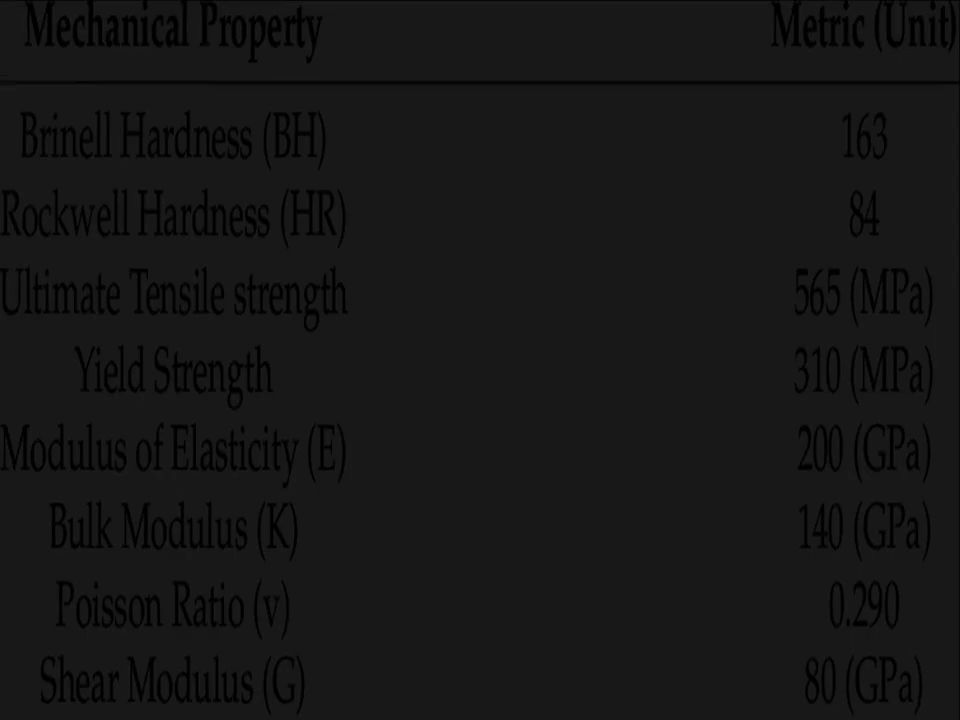 Mechanical Property Metric (Unit)
Brinell Hardness (BH) 163
Rockwell Hardness (HR) 84
Ultimate Tensile strength 565 (MPa)
Yield Strength 310 (MPa)
Modulus of Elasticity (E) 200 (GPa)
Bulk Modulus (K) 140 (GPa)
Poisson Ratio (v) 0.290
Shear Modulus (G) 80 (GPa)